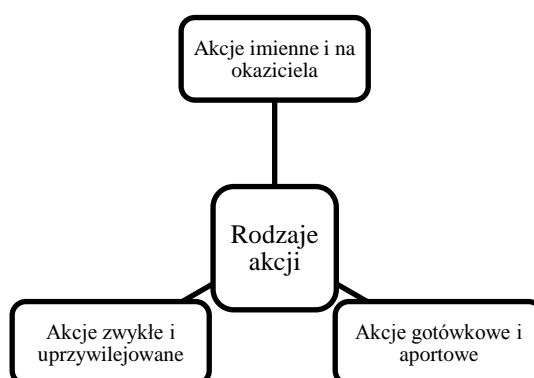 Akcje imienne i na
okaziciela
Rodzaje
akcji
Akcje zwykłe i
uprzywilejowane
Akcje gotówkowe i
aportowe